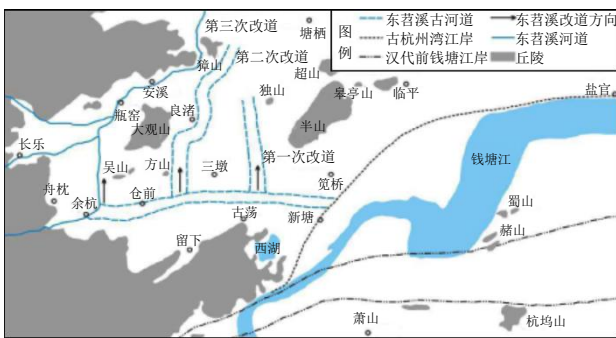 第三次改道
塘栖
图例
东苕溪古河道
东苕溪改道方向
古杭州湾江岸
东苕溪河道
汉代前钱塘江岸
丘陵
獐山
第二次改道
超山
安溪
独山
皋亭山
临平
盐官
瓶窑
良渚
大观山
半山
长乐
吴山
方山
三墩
第一次改道
笕桥
钱塘江
舟枕
仓前
余杭
古荡
新塘
蜀山
赭山
留下
西湖
萧山
杭坞山